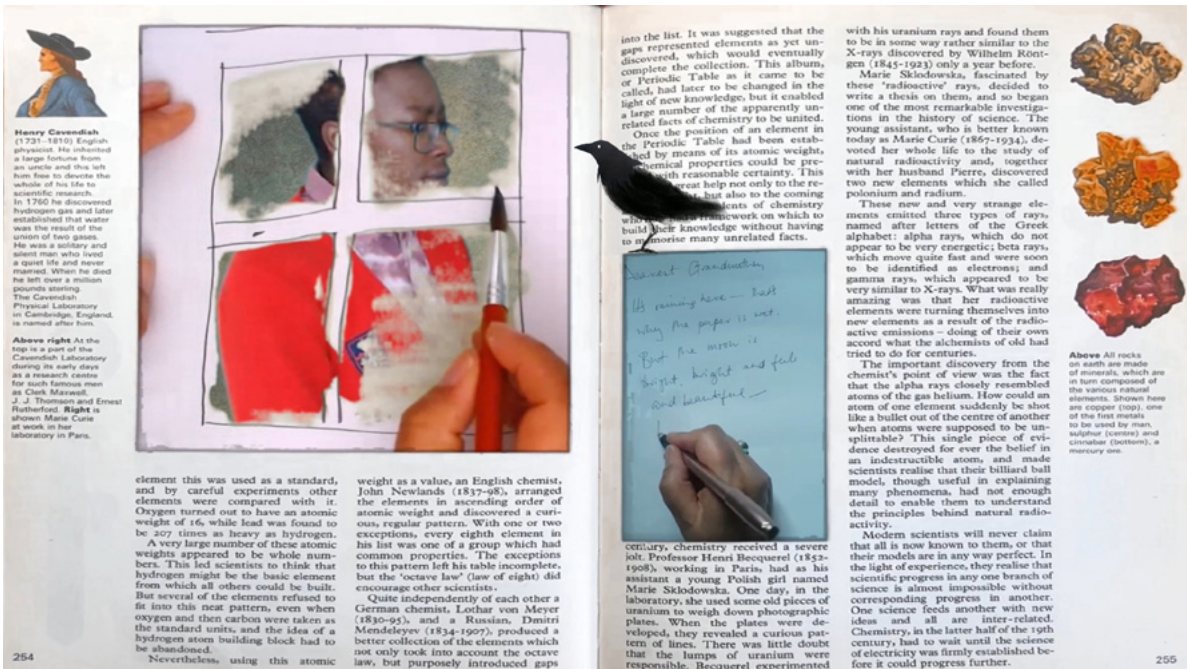 Henry Cavendish
(1731–1810) English
physicist. He inherited
a large fortune from
an uncle and this left
him free to devote the
whole of his life to
scientific research.
In 1760 he discovered
hydrogen gas and later
established that water
was the result of the
union of two gases.
He was a solitary and
silent man who lived
a quiet life and never
married. When he died
he left over a million
pounds sterling.
The Cavendish
Physical Laboratory
in Cambridge, England,
is named after him.
Above right At the
top is a part of the
Cavendish Laboratory
during its early days
as a research centre
for such famous men
as Clerk Maxwell,
J. J. Thomson and Ernest
Rutherford. Right is
shown Marie Curie
at work in her
laboratory in Paris.
254
element this was used as a standard,
and by careful experiments other
elements were compared with it.
Oxygen turned out to have an atomic
weight of 16, while lead was found to
be 207 times as heavy as hydrogen.
A very large number of these atomic
weights appeared to be whole num-
bers. This led scientists to think that
hydrogen might be the basic element
from which all others could be built.
But several of the elements refused to
fit into this neat pattern, even when
oxygen and then carbon were taken as
the standard units, and the idea of a
hydrogen atom building block had to
be abandoned.
Nevertheless, using this atomic
weight as a value, an English chemist,
John Newlands (1837-98), arranged
the elements in ascending order of
atomic weight and discovered a curi-
ous, regular pattern. With one or two
exceptions, every eighth element in
his list was one of a group which had
common properties. The exceptions
to this pattern left his table incomplete,
but the 'octave law' (law of eight) did
encourage other scientists.
Quite independently of each other a
German chemist, Lothar von Meyer
(1830-95), and a Russian, Dmitri
Mendeleyev (1834-1907), produced a
better collection of the elements which
not only took into account the octave
law, but purposely introduced gaps
into the list. It was suggested that the
gaps represented elements as yet un-
discovered, which would eventually
complete the collection. This album,
or Periodic Table as it came to be
called, had later to be changed in the
light of new knowledge, but it enabled
a large number of the apparently un-
related facts of chemistry to be united.
Once the position of an element in
the Periodic Table had been estab-
by means of its atomic weight,
properties could be pre-
with reasonable certainty. This
great help not only to the re-
but also to the coming
of chemistry
who framework on which to
build their knowledge without having
to memorise many unrelated facts.
Dearest Grandmother,
It's raining here — that's
why the paper is wet.
But the moon is
bright, bright and full
and beautiful —
century, chemistry received a severe
jolt. Professor Henri Becquerel (1852-
1908), working in Paris, had as his
assistant a young Polish girl named
Marie Sklodowska. One day, in the
laboratory, she used some old pieces of
uranium to weigh down photographic
plates. When the plates were de-
veloped, they revealed a curious pat-
tern of lines. There was little doubt
that the lumps of uranium were
responsible. Becquerel experimented
with his uranium rays and found them
to be in some way rather similar to the
X-rays discovered by Wilhelm Rönt-
gen (1845-1923) only a year before.
Marie Sklodowska, fascinated by
these 'radioactive' rays, decided to
write a thesis on them, and so began
one of the most remarkable investiga-
tions in the history of science. The
young assistant, who is better known
today as Marie Curie (1867-1934), de-
voted her whole life to the study of
natural radioactivity and, together
with her husband Pierre, discovered
two new elements which she called
polonium and radium.
These new and very strange ele-
ments emitted three types of rays,
named after letters of the Greek
alphabet: alpha rays, which do not
appear to be very energetic; beta rays,
which move quite fast and were soon
to be identified as electrons; and
gamma rays, which appeared to be
very similar to X-rays. What was really
amazing was that her radioactive
elements were turning themselves into
new elements as a result of the radio-
active emissions – doing of their own
accord what the alchemists of old had
tried to do for centuries.
The important discovery from the
chemist's point of view was the fact
that the alpha rays closely resembled
atoms of the gas helium. How could an
atom of one element suddenly be shot
like a bullet out of the centre of another
when atoms were supposed to be un-
splittable? This single piece of evi-
dence destroyed for ever the belief in
an indestructible atom, and made
scientists realise that their billiard ball
model, though useful in explaining
many phenomena, had not enough
detail to enable them to understand
the principles behind natural radio-
activity.
Modern scientists will never claim
that all is now known to them, or that
their models are in any way perfect. In
the light of experience, they realise that
scientific progress in any one branch of
science is almost impossible without
corresponding progress in another.
One science feeds another with new
ideas and all are inter-related.
Chemistry, in the latter half of the 19th
century, had to wait until the science
of electricity was firmly established be-
fore it could progress further.
Above All rocks
on earth are made
of minerals, which are
in turn composed of
the various natural
elements. Shown here
are copper (top), one
of the first metals
to be used by man,
sulphur (centre) and
cinnabar (bottom), a
mercury ore.
255